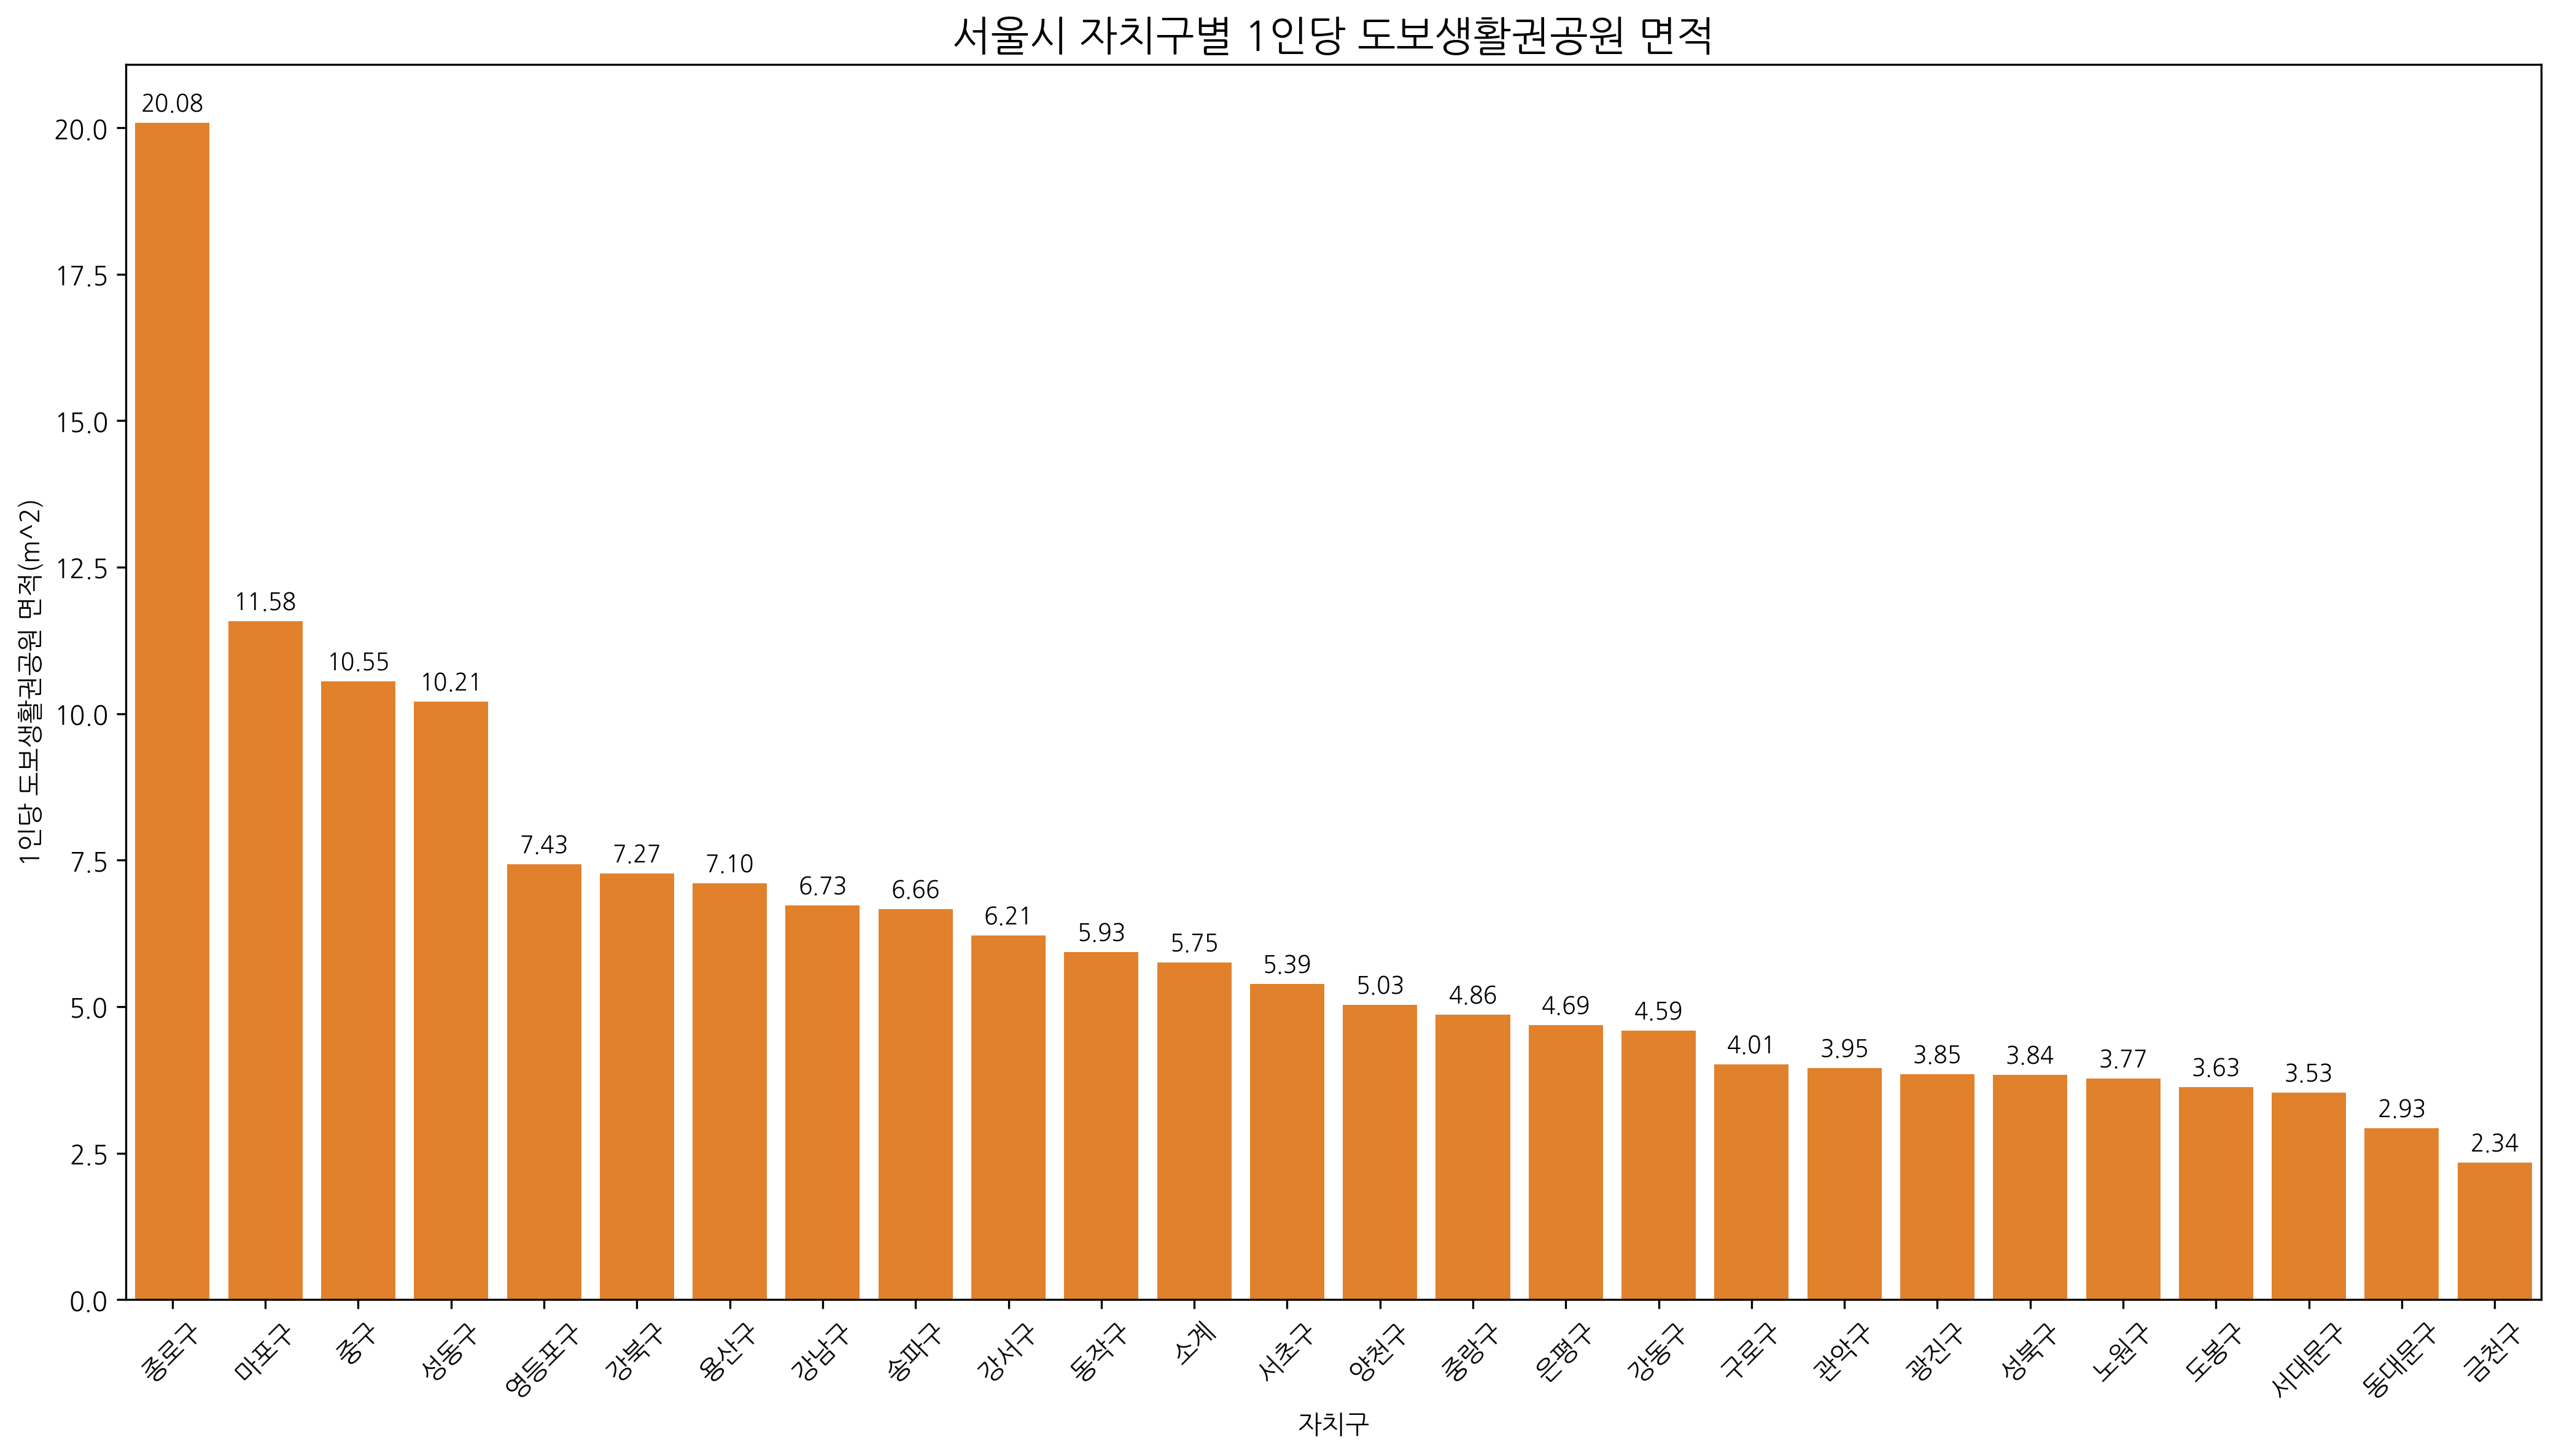 서울시 자치구별 1인당 도보생활권공원 면적
1인당 도보생활권공원 면적(m^2)
20.0
17.5
15.0
12.5
10.0
7.5
5.0
2.5
0.0
20.08
11.58
10.55
10.21
7.43
7.27
7.10
6.73
6.66
6.21
5.93
5.75
5.39
5.03
4.86
4.69
4.59
4.01
3.95
3.85
3.84
3.77
3.63
3.53
2.93
2.34
종로구
마포구
중구
성동구
영등포구
강북구
용산구
강남구
송파구
강서구
동작구
소계
서초구
양천구
중랑구
은평구
강동구
구로구
관악구
광진구
성북구
노원구
도봉구
서대문구
동대문구
금천구
자치구